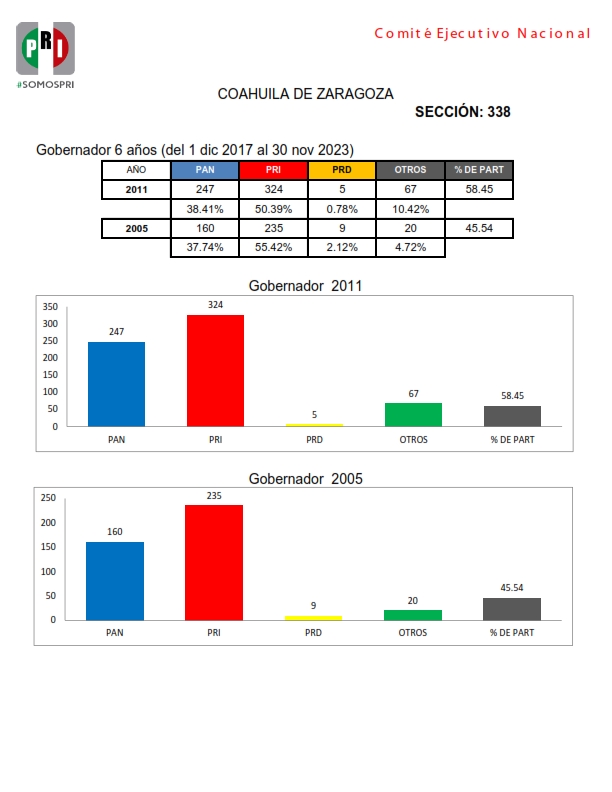 PRI
#SOMOSPRI
Comité Ejecutivo Nacional
COAHUILA DE ZARAGOZA
SECCIÓN: 338
Gobernador 6 años (del 1 dic 2017 al 30 nov 2023)
AÑO PAN PRI PRD OTROS % DE PART
2011 247 324 5 67 58.45
38.41% 50.39% 0.78% 10.42%
2005 160 235 9 20 45.54
37.74% 55.42% 2.12% 4.72%
Gobernador 2011
350
300
250
200
150
100
50
0
247
324
5
67
58.45
PAN PRI PRD OTROS % DE PART
Gobernador 2005
250
200
150
100
50
0
160
235
9
20
45.54
PAN PRI PRD OTROS % DE PART